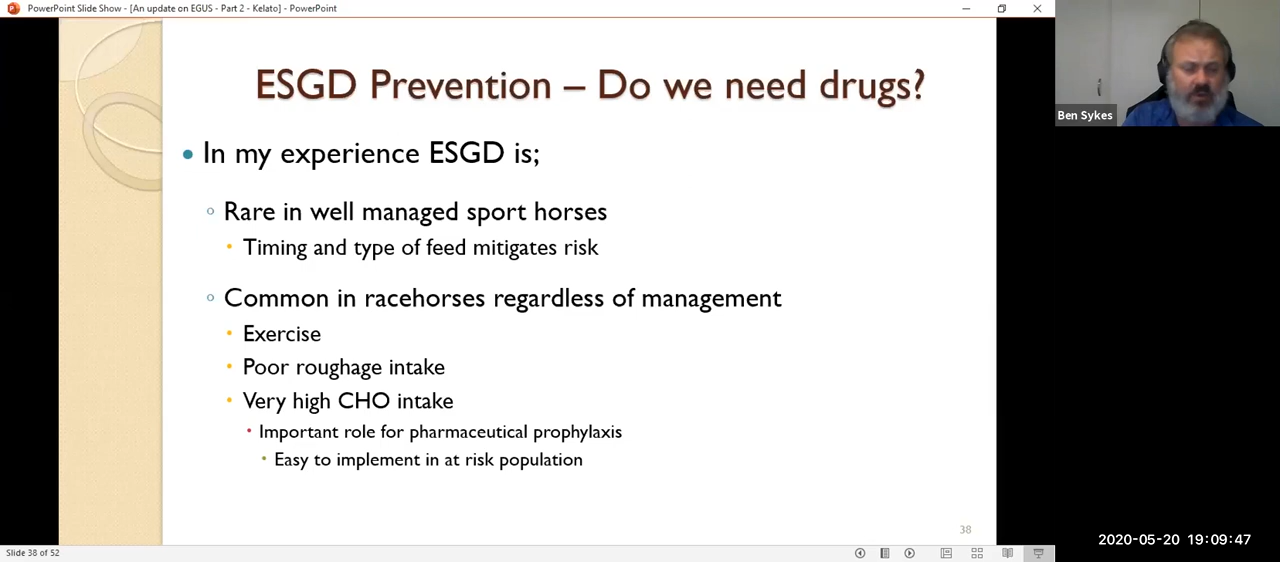 PowerPoint Slide Show - [An update on EGUS - Part 2 - Kelato] - PowerPoint
Ben Sykes
ESGD Prevention – Do we need drugs?
In my experience ESGD is;
Rare in well managed sport horses
Timing and type of feed mitigates risk
Common in racehorses regardless of management
Exercise
Poor roughage intake
Very high CHO intake
Important role for pharmaceutical prophylaxis
Easy to implement in at risk population
38
2020-05-20 19:09:47
Slide 38 of 52